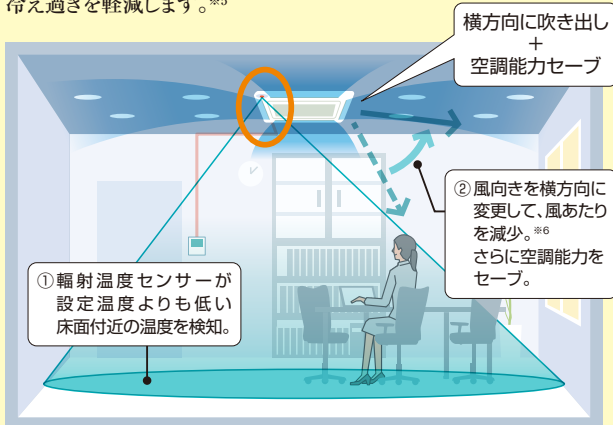 冷え過ぎを軽減します。※5
横方向に吹き出し
+
空調能力セーブ
②風向きを横方向に
変更して、風あたり
を減少。※6
さらに空調能力を
セーブ。
①輻射温度センサーが
設定温度よりも低い
床面付近の温度を検知。